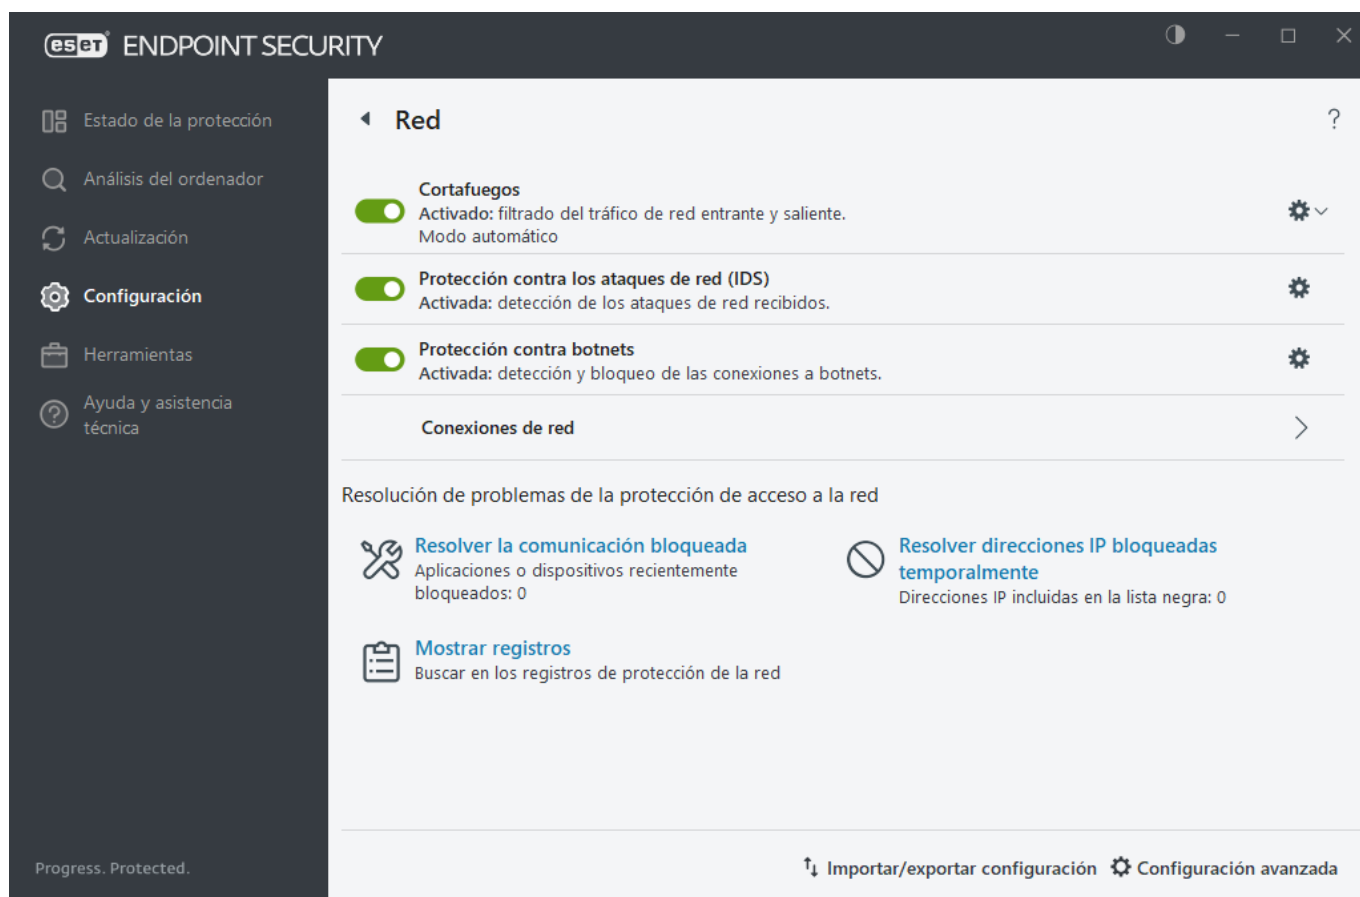 eset ENDPOINT SECURITY
Estado de la protección
Análisis del ordenador
Actualización
Configuración
Herramientas
Ayuda y asistencia
técnica
Progress. Protected.
Red
?
Cortafuegos
Activado: filtrado del tráfico de red entrante y saliente.
Modo automático
Protección contra los ataques de red (IDS)
Activada: detección de los ataques de red recibidos.
Protección contra botnets
Activada: detección y bloqueo de las conexiones a botnets.
Conexiones de red
Resolución de problemas de la protección de acceso a la red
Resolver la comunicación bloqueada
Aplicaciones o dispositivos recientemente
bloqueados: 0
Resolver direcciones IP bloqueadas
temporalmente
Direcciones IP incluidas en la lista negra: 0
Mostrar registros
Buscar en los registros de protección de la red
Importar/exportar configuración Configuración avanzada